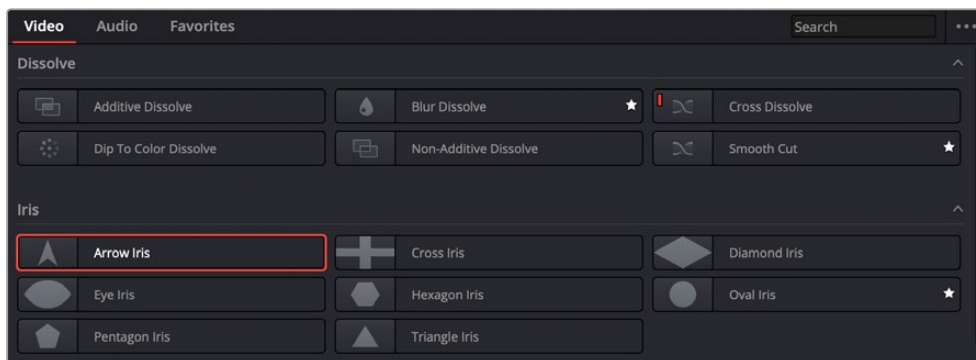 Video Audio Favorites Search
Dissolve
Additive Dissolve Blur Dissolve Cross Dissolve
Dip To Color Dissolve Non-Additive Dissolve Smooth Cut
Iris
Arrow Iris Cross Iris Diamond Iris
Eye Iris Hexagon Iris Oval Iris
Pentagon Iris Triangle Iris